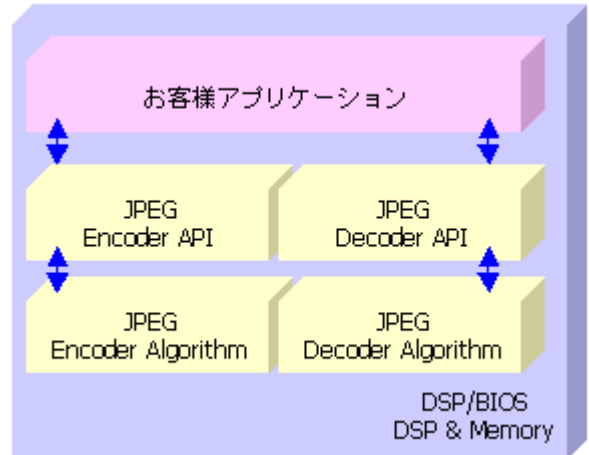 お客様アプリケーション
JPEG
Encoder API
JPEG
Decoder API
JPEG
Encoder Algorithm
JPEG
Decoder Algorithm
DSP/BIOS
DSP & Memory